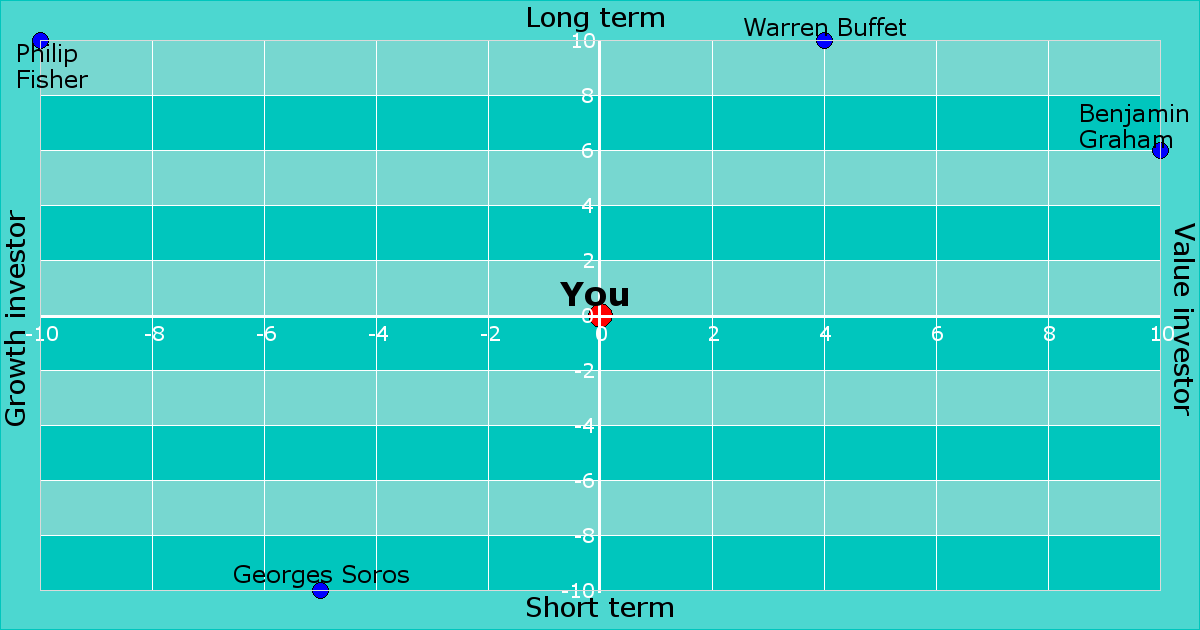 Long term
Warren Buffet
Philip
Fisher
10
8
Benjamin
Graham
6
4
2
You
0
-10 -8 -6 -4 -2 0 2 4 6 8 10
Growth investor
Value investor
-2
-4
-6
-8
Georges Soros
-10
Short term